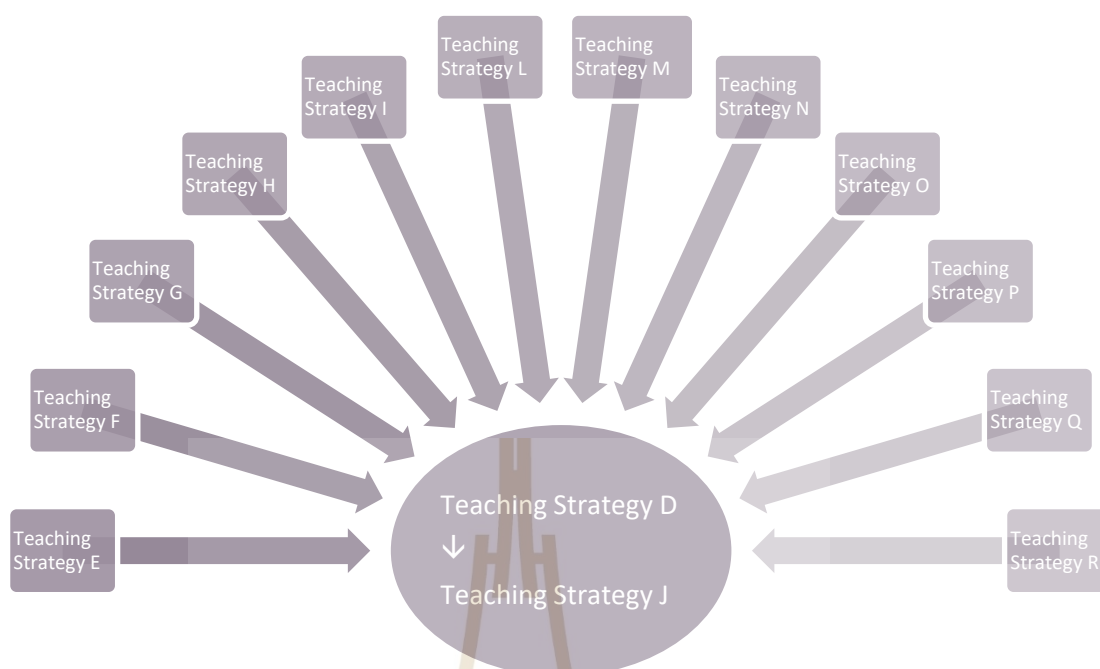 Teaching
Strategy E
Teaching
Strategy F
Teaching
Strategy G
Teaching
Strategy H
Teaching
Strategy I
Teaching
Strategy L
Teaching
Strategy M
Teaching
Strategy N
Teaching
Strategy O
Teaching
Strategy P
Teaching
Strategy Q
Teaching
Strategy R
Teaching Strategy D
↓
Teaching Strategy J